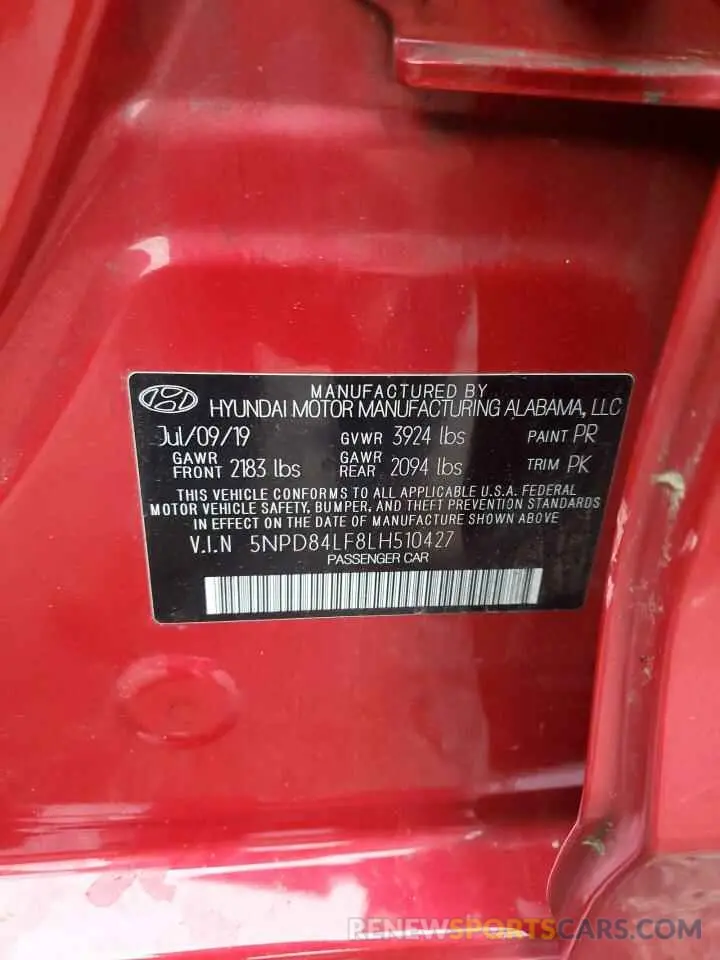 MANUFACTURED BY
HYUNDAI MOTOR MANUFACTURING ALABAMA, LLC
Jul/09/19 GVWR 3924 lbs PAINT PR
GAWR FRONT 2183 lbs GAWR REAR 2094 lbs TRIM PK
THIS VEHICLE CONFORMS TO ALL APPLICABLE U.S.A. FEDERAL
MOTOR VEHICLE SAFETY, BUMPER, AND THEFT PREVENTION STANDARDS
IN EFFECT ON THE DATE OF MANUFACTURE SHOWN ABOVE
V.I.N 5NPD84LF8LH510427
PASSENGER CAR
RENEWSPORTSCARS.COM